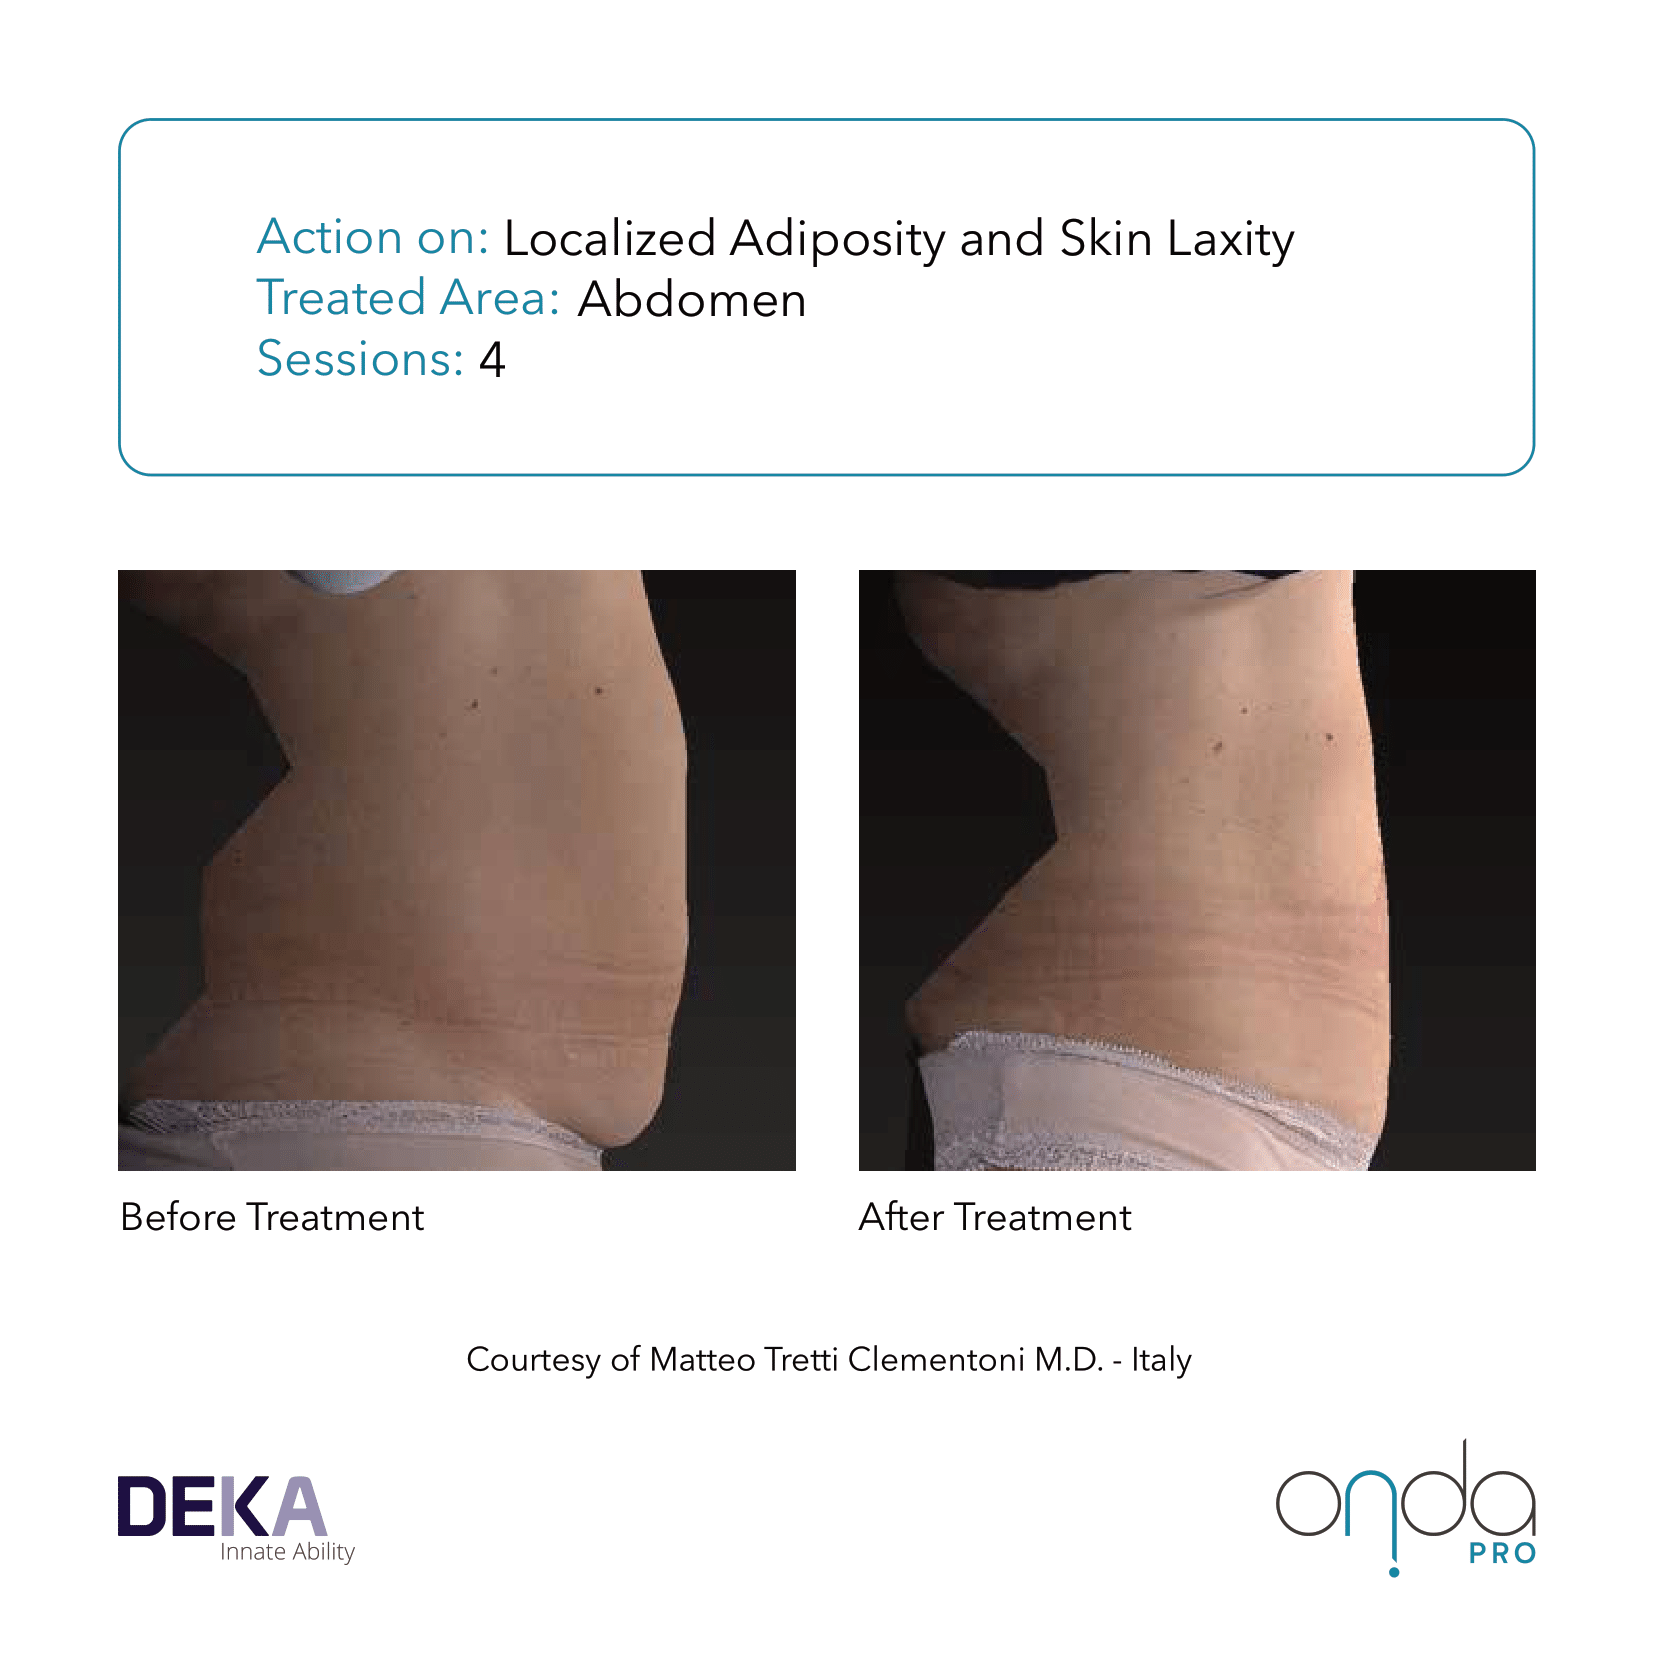 Action on: Localized Adiposity and Skin Laxity
Treated Area: Abdomen
Sessions: 4
Before Treatment
After Treatment
Courtesy of Matteo Tretti Clementoni M.D. - Italy
DEKA
Innate Ability
onda
PRO